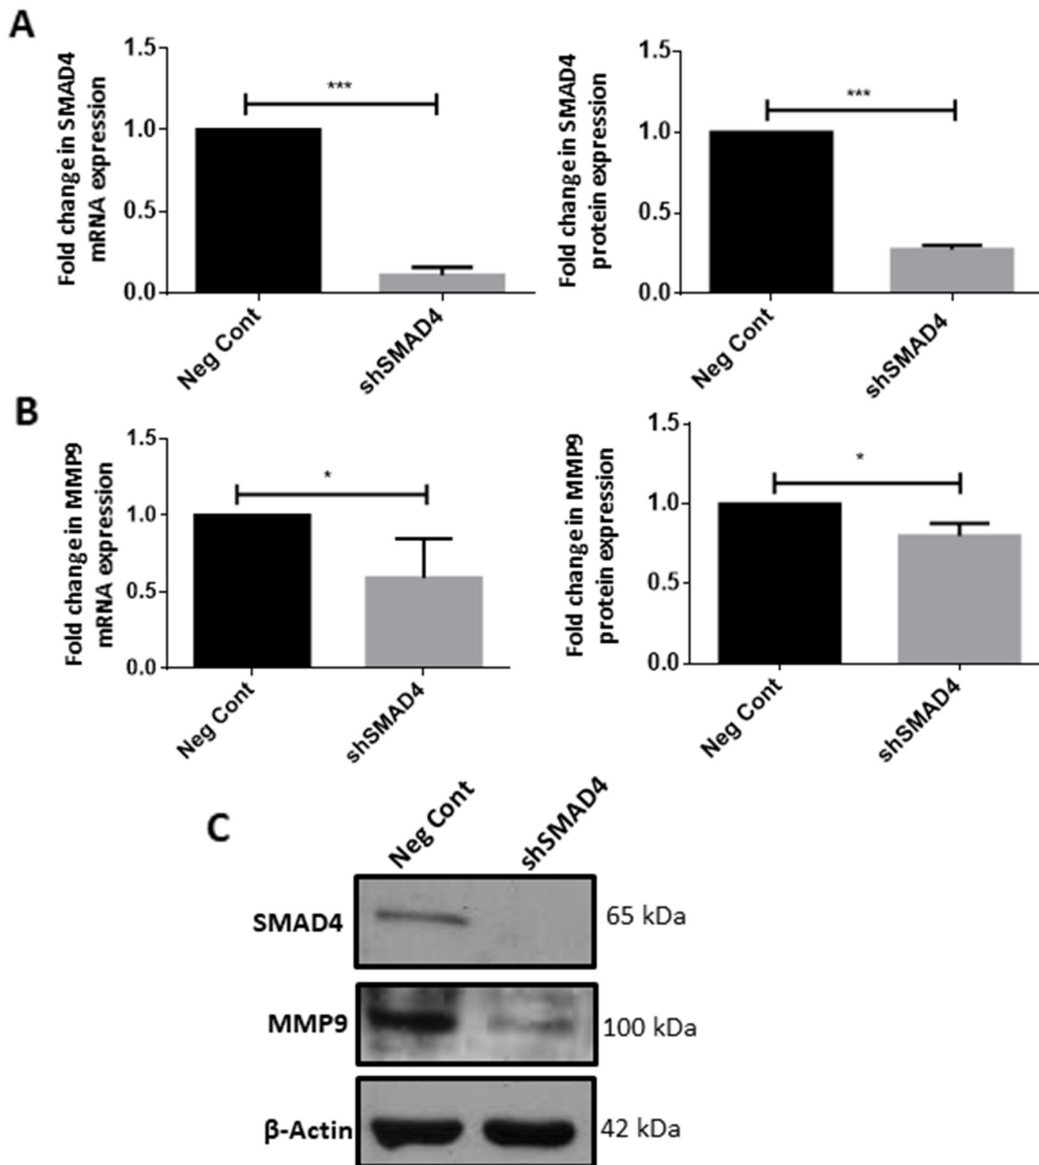 A
Fold change in SMAD4
mRNA expression
1.5
1.0
0.5
0.0
***
Neg Cont
shSMAD4
Fold change in SMAD4
protein expression
1.5
1.0
0.5
0.0
***
Neg Cont
shSMAD4
B
Fold change in MMP9
mRNA expression
1.5
1.0
0.5
0.0
*
Neg Cont
shSMAD4
Fold change in MMP9
protein expression
1.5
1.0
0.5
0.0
*
Neg Cont
shSMAD4
C
Neg Cont
shSMAD4
SMAD4
65 kDa
MMP9
100 kDa
β-Actin
42 kDa